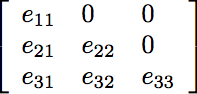 e₁₁ 0 0
e₂₁ e₂₂ 0
e₃₁ e₃₂ e₃₃